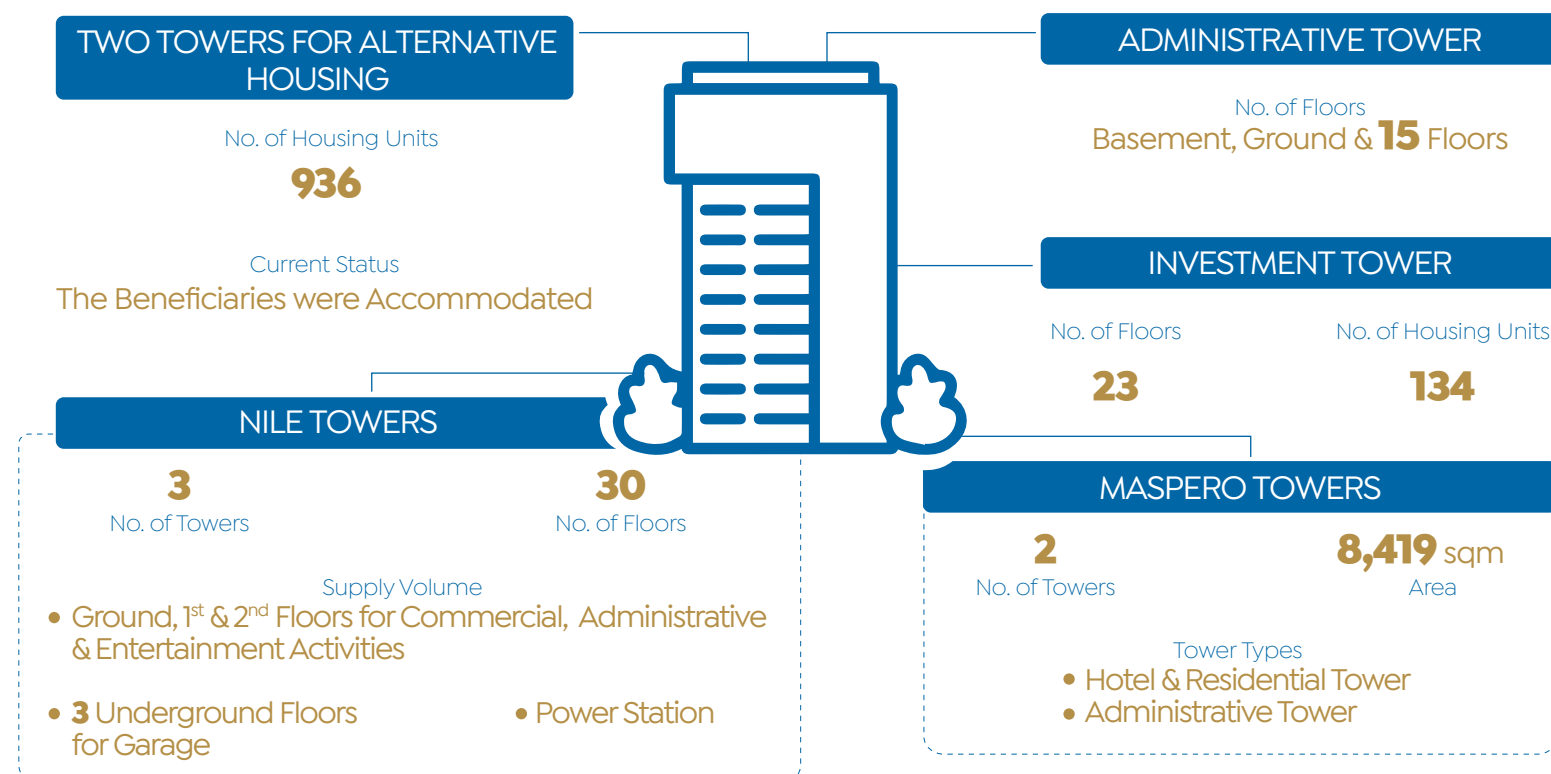 TWO TOWERS FOR ALTERNATIVE
HOUSING
No. of Housing Units
936
Current Status
The Beneficiaries were Accommodated
ADMINISTRATIVE TOWER
No. of Floors
Basement, Ground & 15 Floors
INVESTMENT TOWER
No. of Floors
23
No. of Housing Units
134
NILE TOWERS
3
No. of Towers
30
No. of Floors
Supply Volume
• Ground, 1st & 2nd Floors for Commercial, Administrative
& Entertainment Activities
• 3 Underground Floors
for Garage
• Power Station
MASPERO TOWERS
2
No. of Towers
8,419 sqm
Area
Tower Types
• Hotel & Residential Tower
• Administrative Tower